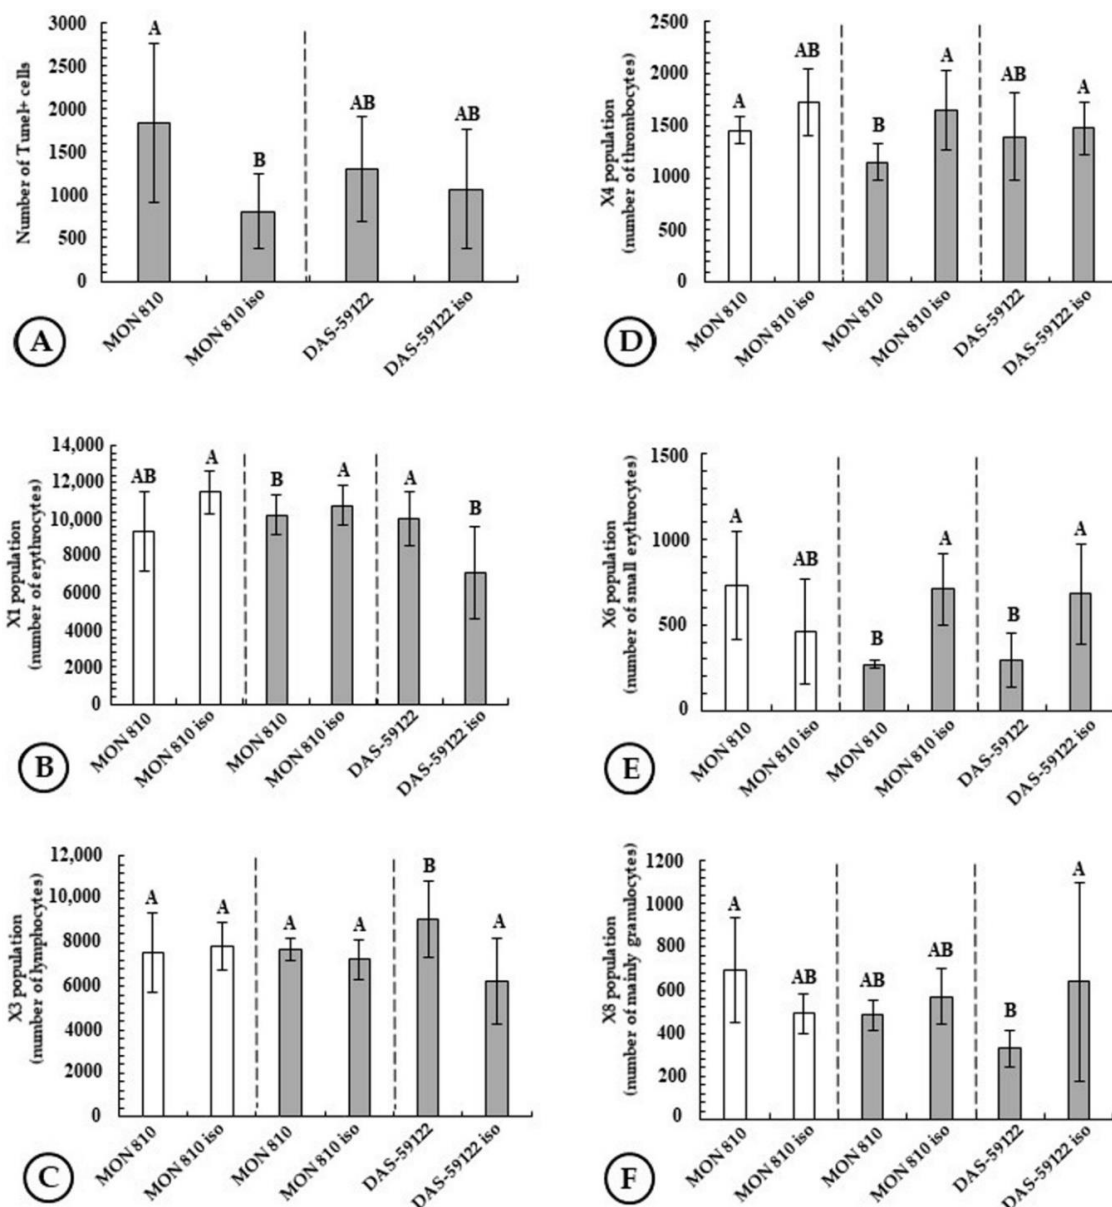 Number of Tunel+ cells
3000
2500
2000
1500
1000
500
0
A
B
AB
AB
MON 810
MON 810 iso
DAS-59122
DAS-59122 iso
A
X4 population
(number of thrombocytes)
2500
2000
1500
1000
500
0
A
AB
B
A
AB
A
MON 810
MON 810 iso
MON 810
MON 810 iso
DAS-59122
DAS-59122 iso
D
X1 population
(number of erythrocytes)
14,000
12,000
10,000
8000
6000
4000
2000
0
AB
A
B
A
A
B
MON 810
MON 810 iso
MON 810
MON 810 iso
DAS-59122
DAS-59122 iso
B
X6 population
(number of small erythrocytes)
1500
1000
500
0
A
AB
B
A
B
A
MON 810
MON 810 iso
MON 810
MON 810 iso
DAS-59122
DAS-59122 iso
E
X3 population
(number of lymphocytes)
12,000
10,000
8000
6000
4000
2000
0
A
A
A
A
B
A
MON 810
MON 810 iso
MON 810
MON 810 iso
DAS-59122
DAS-59122 iso
C
X8 population
(number of mainly granulocytes)
1200
1000
800
600
400
200
0
A
AB
AB
AB
B
A
MON 810
MON 810 iso
MON 810
MON 810 iso
DAS-59122
DAS-59122 iso
F